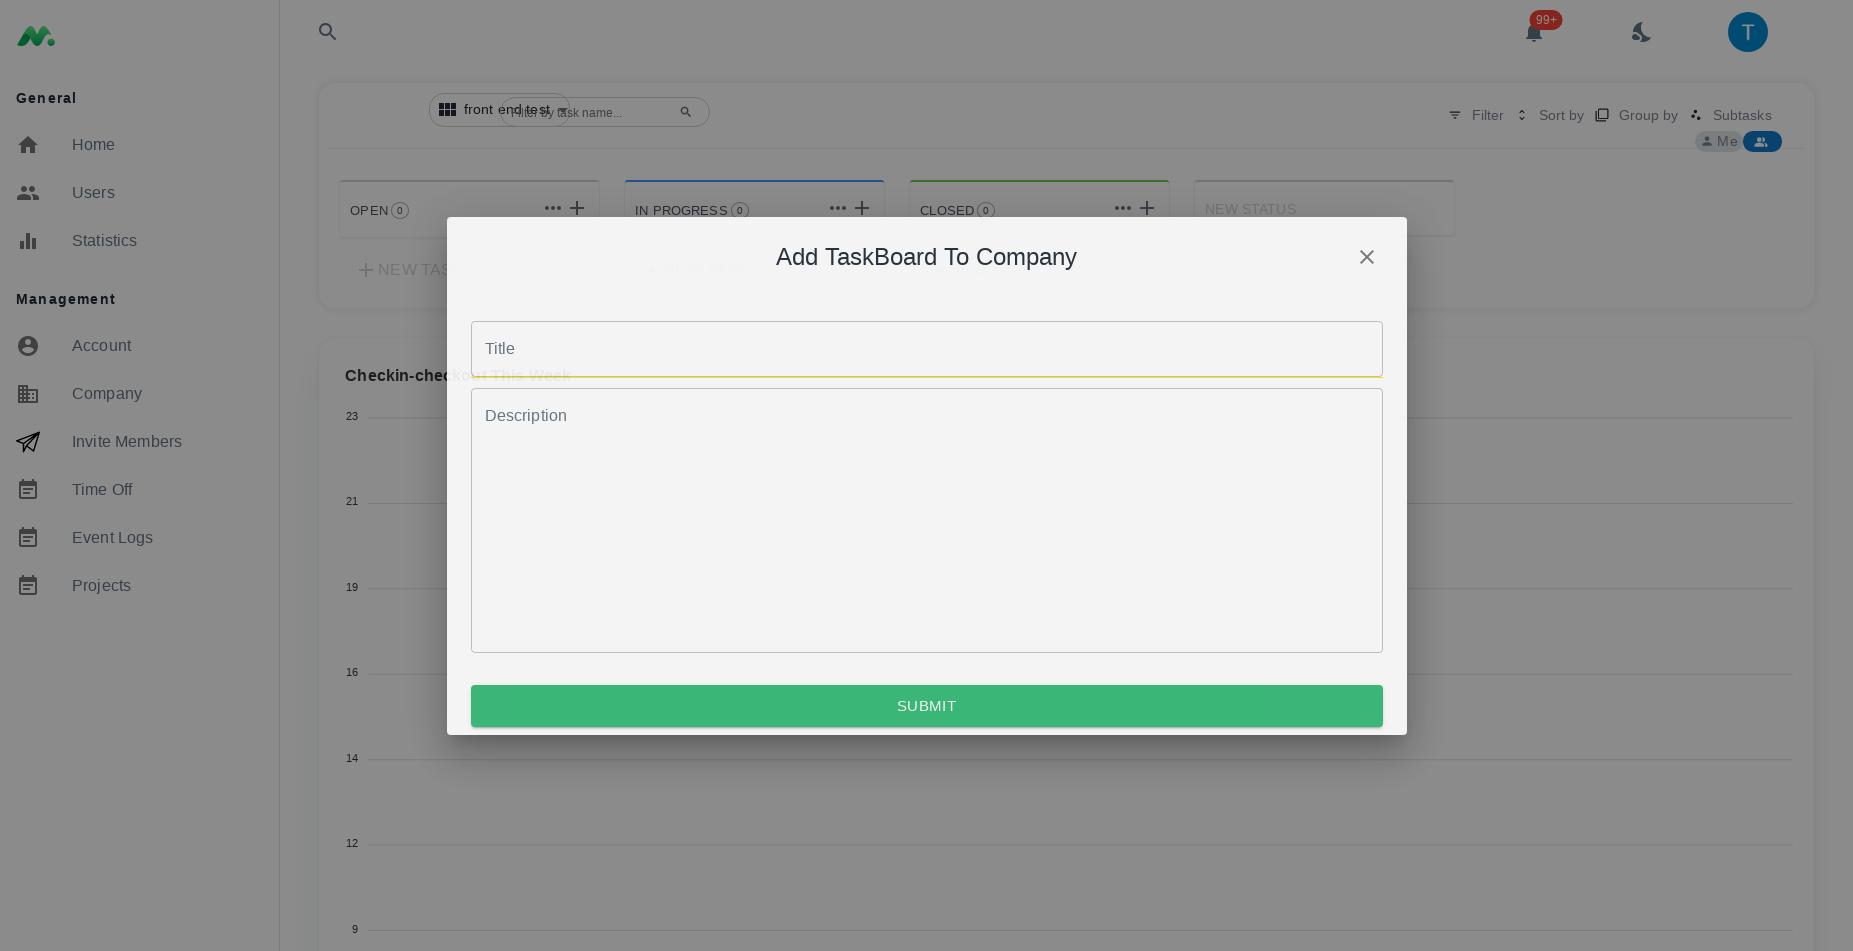 99+
T
General
Home
Users
Statistics
Management
Account
Company
Invite Members
Time Off
Event Logs
Projects
front end test
Filter by task name...
Filter
Sort by
Group by
Subtasks
Me
OPEN 0
IN PROGRESS 0
CLOSED 0
NEW STATUS
NEW TASK
Add TaskBoard To Company
Title
Description
SUBMIT
Checkin-checkout This Week
23
21
19
16
14
12
9